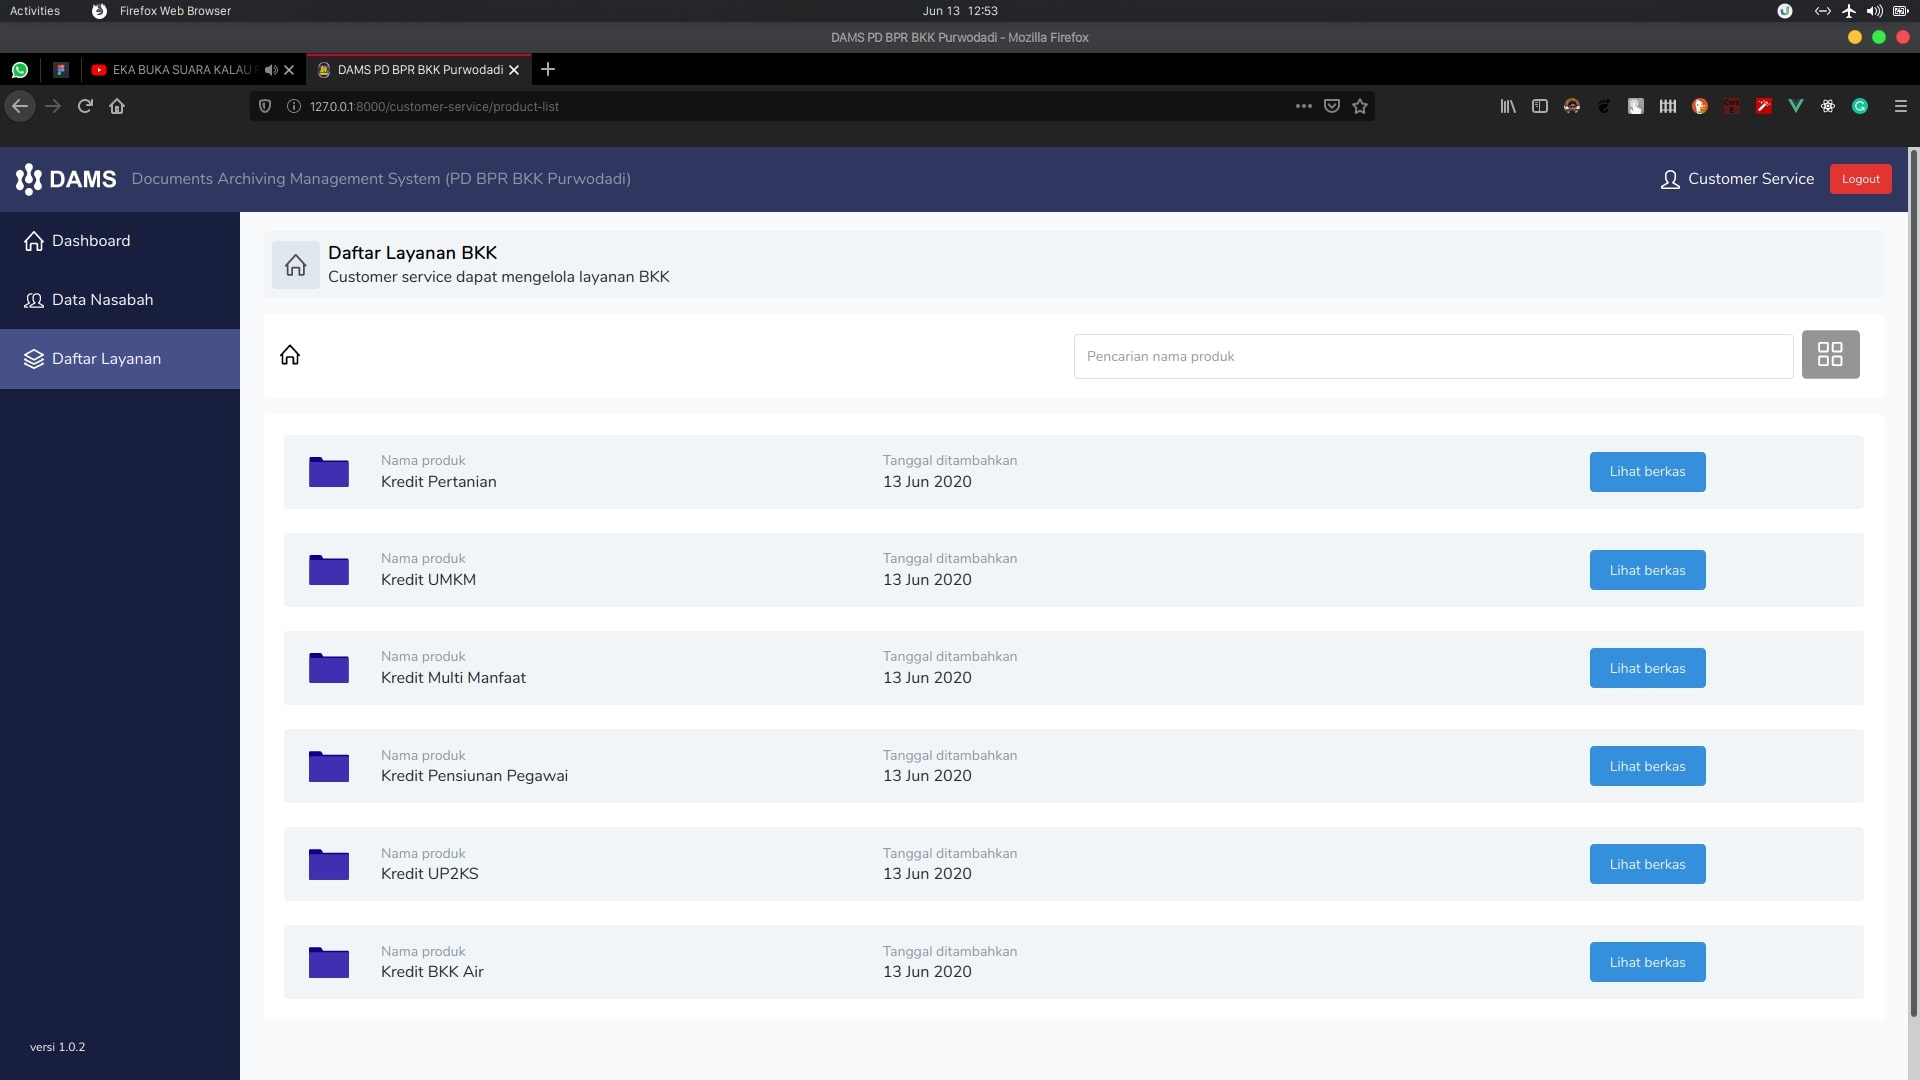 Activities
Firefox Web Browser
Jun 13 12:53
DAMS PD BPR BKK Purwodadi - Mozilla Firefox
EKA BUKA SUARA KALAU
DAMS PD BPR BKK Purwodadi
127.0.0.1:8000/customer-service/product-list
DAMS
Documents Archiving Management System (PD BPR BKK Purwodadi)
Customer Service
Logout
Dashboard
Data Nasabah
Daftar Layanan
Daftar Layanan BKK
Customer service dapat mengelola layanan BKK
Pencarian nama produk
Nama produk
Kredit Pertanian
Tanggal ditambahkan
13 Jun 2020
Lihat berkas
Nama produk
Kredit UMKM
Tanggal ditambahkan
13 Jun 2020
Lihat berkas
Nama produk
Kredit Multi Manfaat
Tanggal ditambahkan
13 Jun 2020
Lihat berkas
Nama produk
Kredit Pensiunan Pegawai
Tanggal ditambahkan
13 Jun 2020
Lihat berkas
Nama produk
Kredit UP2KS
Tanggal ditambahkan
13 Jun 2020
Lihat berkas
Nama produk
Kredit BKK Air
Tanggal ditambahkan
13 Jun 2020
Lihat berkas
versi 1.0.2